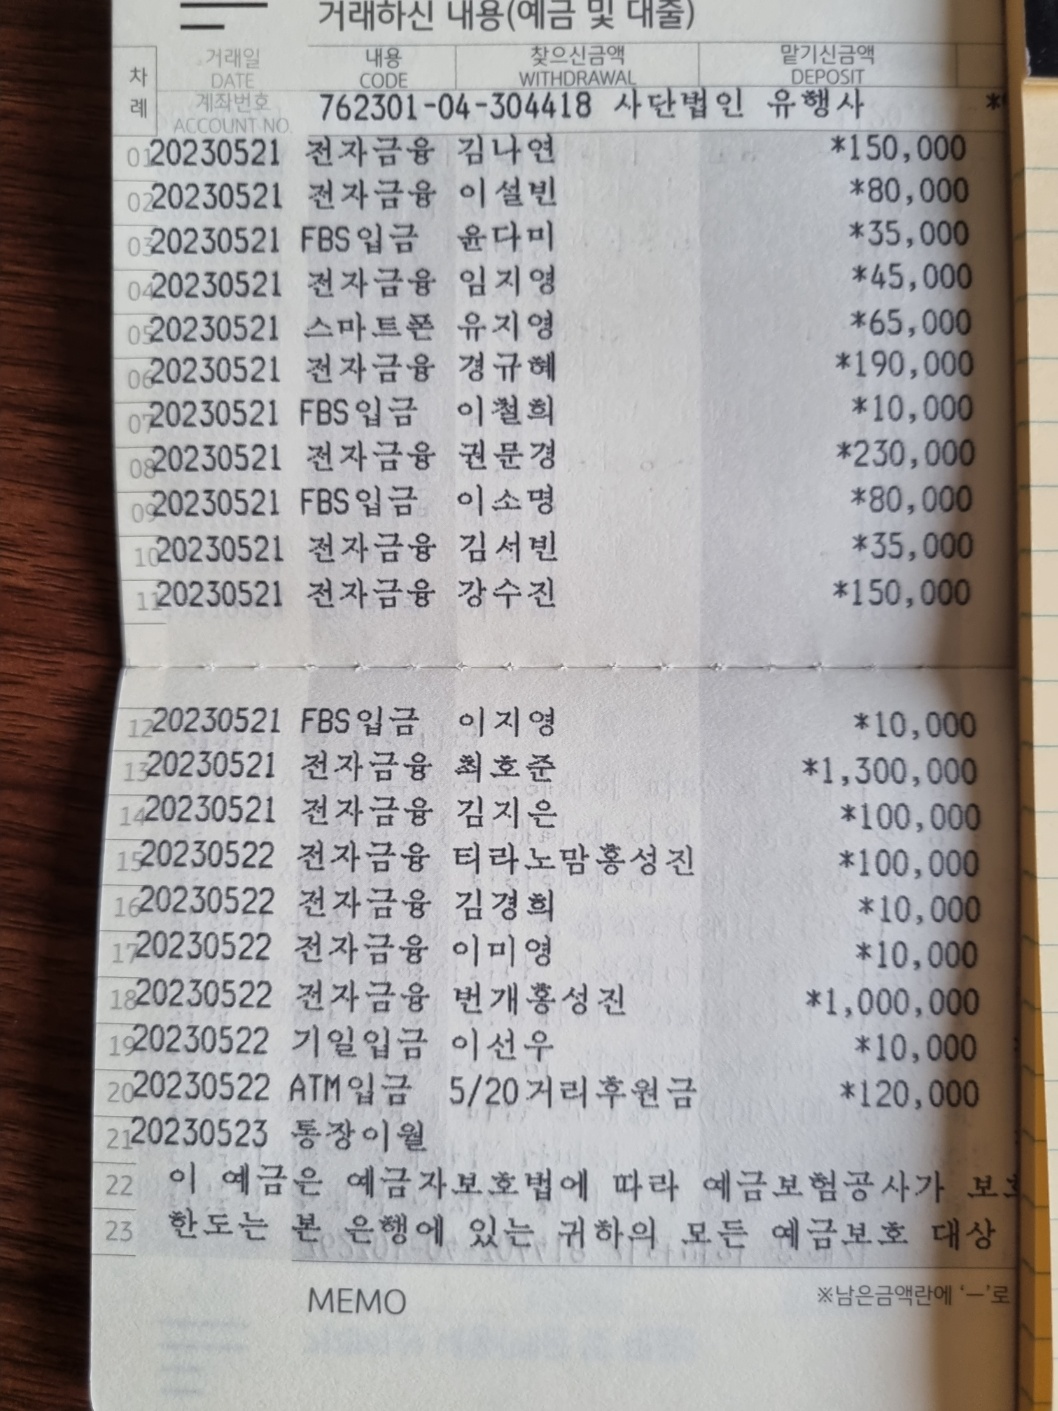 거래하신 내용(예금 및 대출)
차례 거래일 DATE 내용 CODE 찾으신금액 WITHDRAWAL 맡기신금액 DEPOSIT
계좌번호 ACCOUNT NO. 762301-04-304418 사단법인 유행사
01 20230521 전자금융 김나연 *150,000
02 20230521 전자금융 이설빈 *80,000
03 20230521 FBS입금 윤다미 *35,000
04 20230521 전자금융 임지영 *45,000
05 20230521 스마트폰 유지영 *65,000
06 20230521 전자금융 경규혜 *190,000
07 20230521 FBS입금 이철희 *10,000
08 20230521 전자금융 권문경 *230,000
09 20230521 FBS입금 이소명 *80,000
10 20230521 전자금융 김서빈 *35,000
11 20230521 전자금융 강수진 *150,000
12 20230521 FBS입금 이지영 *10,000
13 20230521 전자금융 최호준 *1,300,000
14 20230521 전자금융 김지은 *100,000
15 20230522 전자금융 티라노맘홍성진 *100,000
16 20230522 전자금융 김경희 *10,000
17 20230522 전자금융 이미영 *10,000
18 20230522 전자금융 번개홍성진 *1,000,000
19 20230522 기일입금 이선우 *10,000
20 20230522 ATM입금 5/20거리후원금 *120,000
21 20230523 통장이월
22 이 예금은 예금자보호법에 따라 예금보험공사가 보호
23 한도는 본 은행에 있는 귀하의 모든 예금보호 대상
MEMO ※남은금액란에 '-'로